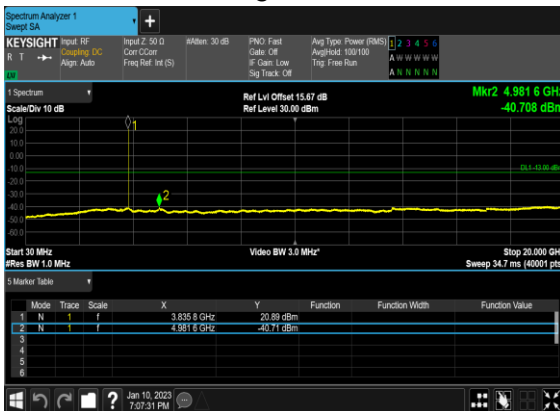 Spectrum Analyzer 1
Swept SA
KEYSIGHT Input: RF Input Z: 50 Ω #Atten: 30 dB PNO: Fast Avg Type: Power (RMS) 1 2 3 4 5 6
R T Coupling: DC Corr CCorr Gate: Off Avg|Hold: 100/100 A W W W W W
Align: Auto Freq Ref: Int (S) IF Gain: Low Trig: Free Run
Sig Track: Off A N N N N N
1 Spectrum
Scale/Div 10 dB
Ref Lvl Offset 15.67 dB
Ref Level 30.00 dBm
Mkr2 4.981 6 GHz
-40.708 dBm
Log
1
20.0
10.0
0.00
-10.0
DL1 -13.00 dBm
-20.0
-30.0
2
-40.0
-50.0
-60.0
Start 30 MHz Video BW 3.0 MHz* Stop 20.000 GH
#Res BW 1.0 MHz Sweep 34.7 ms (40001 pts
5 Marker Table
Mode Trace Scale X Y Function Function Width Function Value
1 N 1 f 3.835 8 GHz 20.89 dBm
2 N 1 f 4.981 6 GHz -40.71 dBm
3
4
5
6
Jan 10, 2023
7:07:31 PM